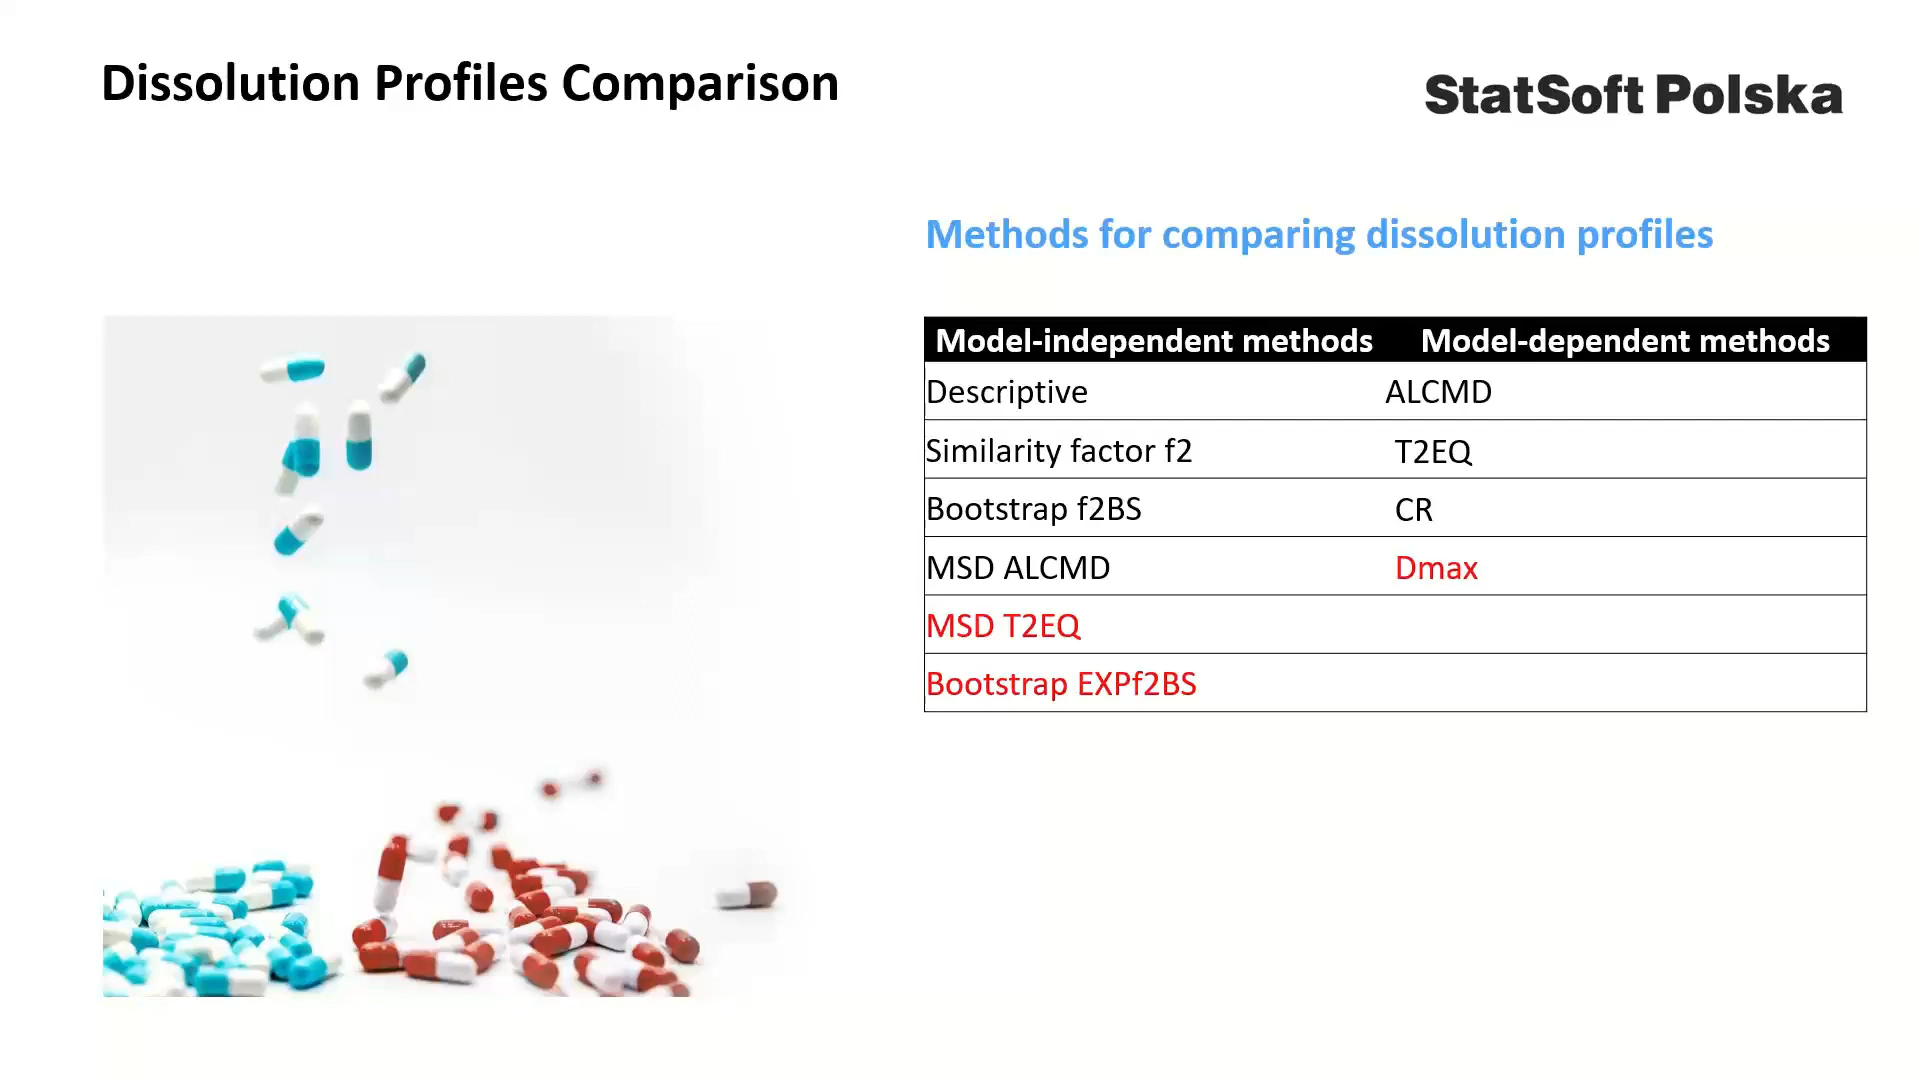 Dissolution Profiles Comparison
StatSoft Polska
Methods for comparing dissolution profiles
Model-independent methods Model-dependent methods
Descriptive ALCMD
Similarity factor f2 T2EQ
Bootstrap f2BS CR
MSD ALCMD Dmax
MSD T2EQ
Bootstrap EXPf2BS